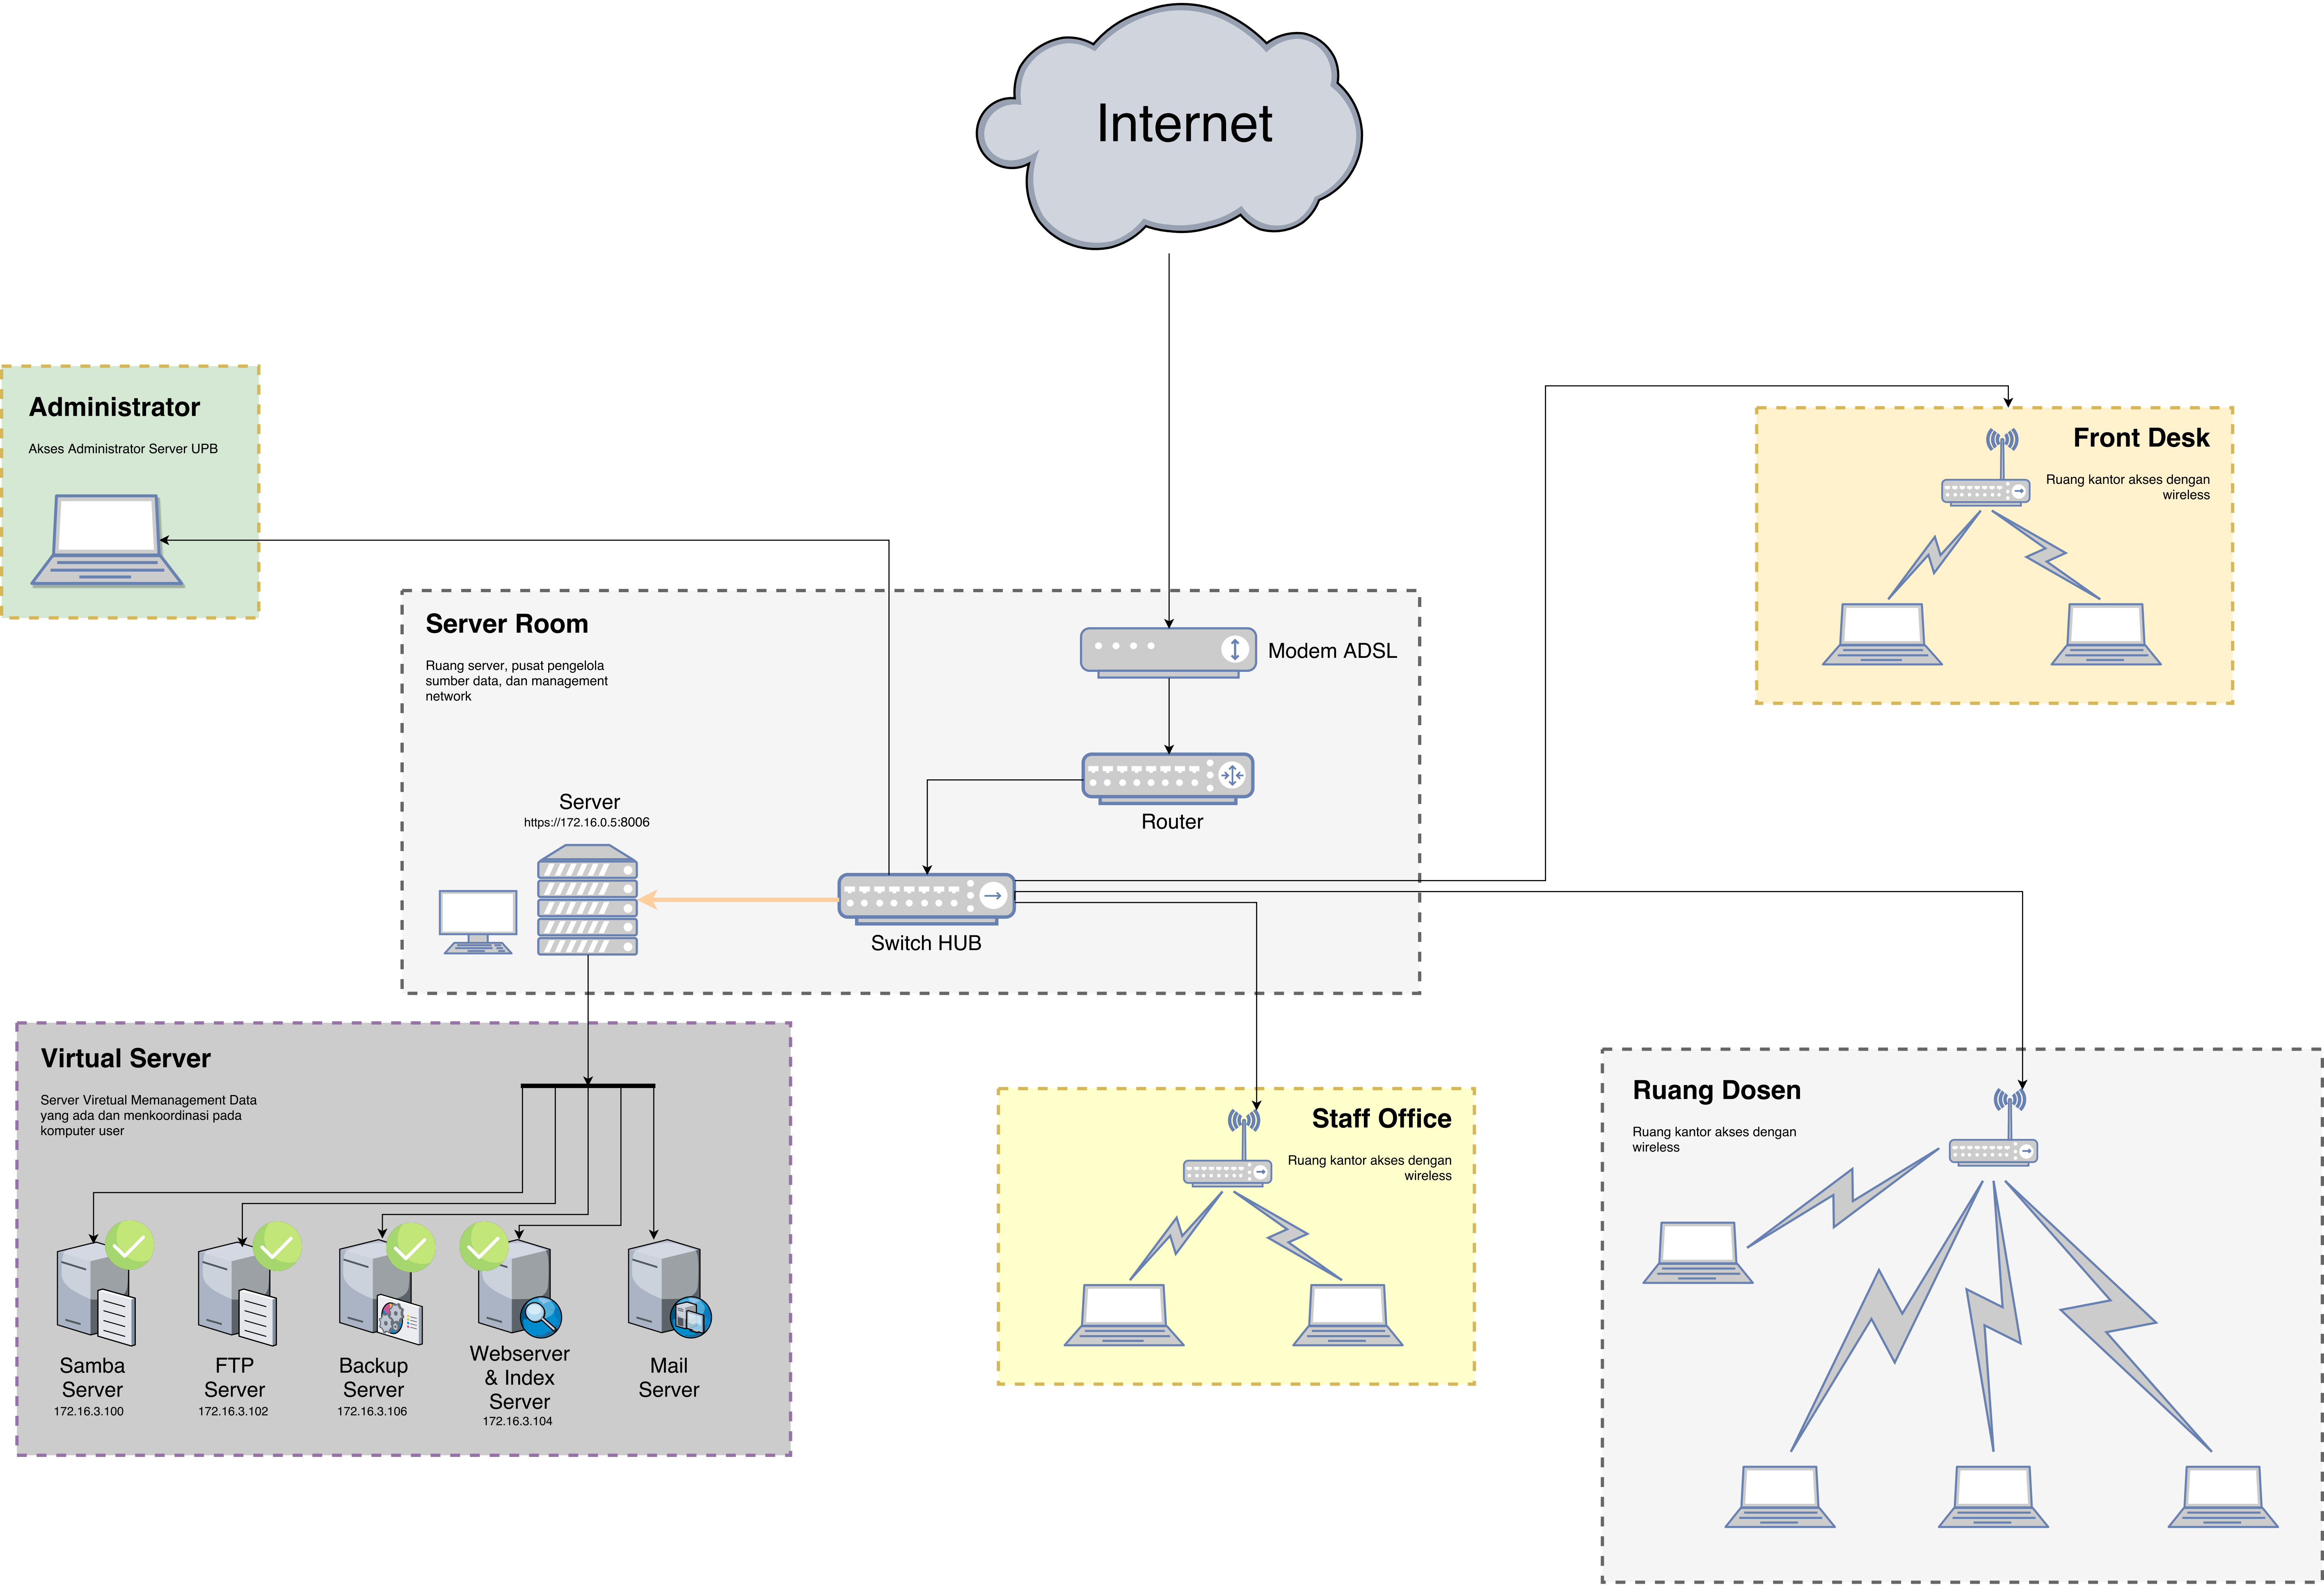 Internet
Administrator
Akses Administrator Server UPB
Front Desk
Ruang kantor akses dengan
wireless
Server Room
Ruang server, pusat pengelola
sumber data, dan management
network
Modem ADSL
Router
Server
https://172.16.0.5:8006
Switch HUB
Virtual Server
Server Viretual Memanagement Data
yang ada dan menkoordinasi pada
komputer user
Samba
Server
172.16.3.100
FTP
Server
172.16.3.102
Backup
Server
172.16.3.106
Webserver
& Index
Server
172.16.3.104
Mail
Server
Staff Office
Ruang kantor akses dengan
wireless
Ruang Dosen
Ruang kantor akses dengan
wireless